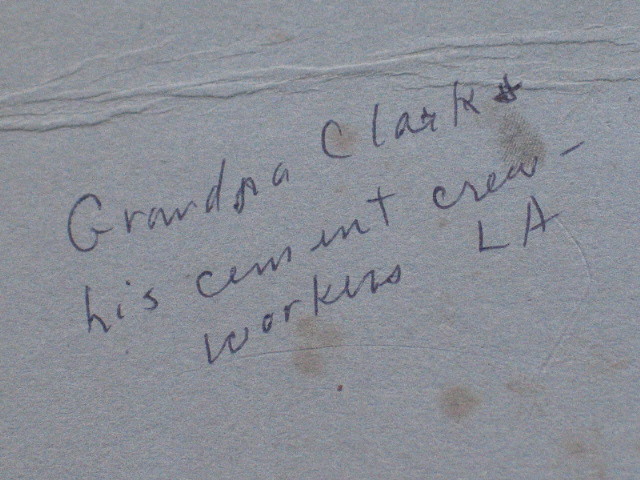 Grandpa Clark &
his cement crew -
workers LA